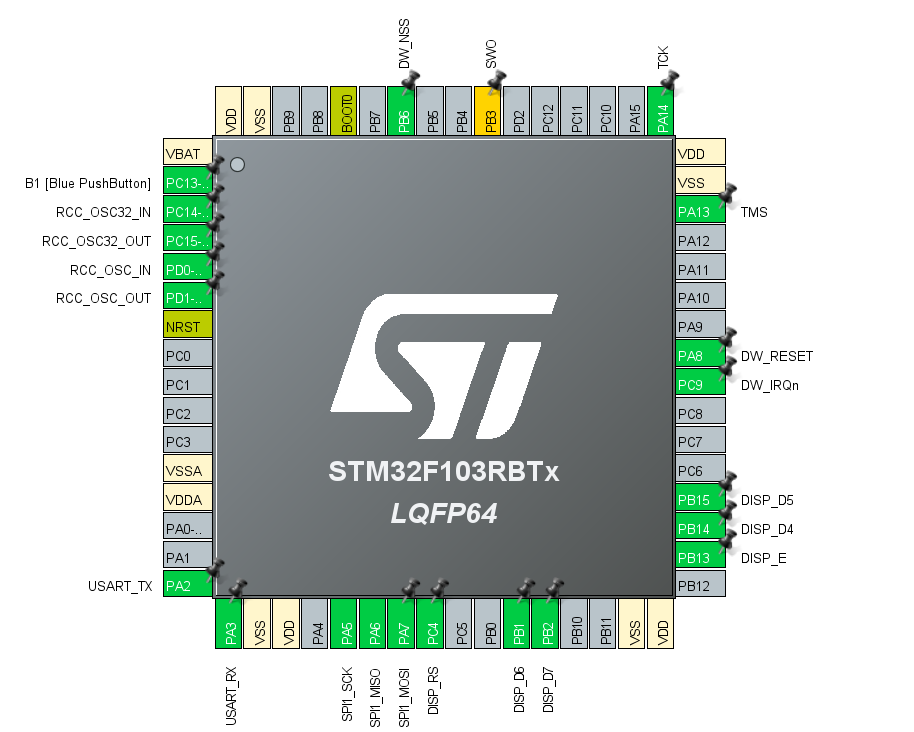 DW_NSS
SWO
TCK
VDD
VSS
PB9
PB8
BOOT0
PB7
PB6
PB5
PB4
PB3
PD2
PC12
PC11
PC10
PA15
PA14
VBAT
B1 [Blue PushButton] PC13-..
RCC_OSC32_IN PC14-..
RCC_OSC32_OUT PC15-..
RCC_OSC_IN PD0-..
RCC_OSC_OUT PD1-..
NRST
PC0
PC1
PC2
PC3
VSSA
VDDA
PA0-..
PA1
USART_TX PA2
ST
STM32F103RBTx
LQFP64
VDD
VSS
PA13 TMS
PA12
PA11
PA10
PA9
PA8 DW_RESET
PC9 DW_IRQn
PC8
PC7
PC6
PB15 DISP_D5
PB14 DISP_D4
PB13 DISP_E
PB12
PA3
VSS
VDD
PA4
PA5
PA6
PA7
PC4
PC5
PB0
PB1
PB2
PB10
PB11
VSS
VDD
USART_RX
SPI1_SCK
SPI1_MISO
SPI1_MOSI
DISP_RS
DISP_D6
DISP_D7